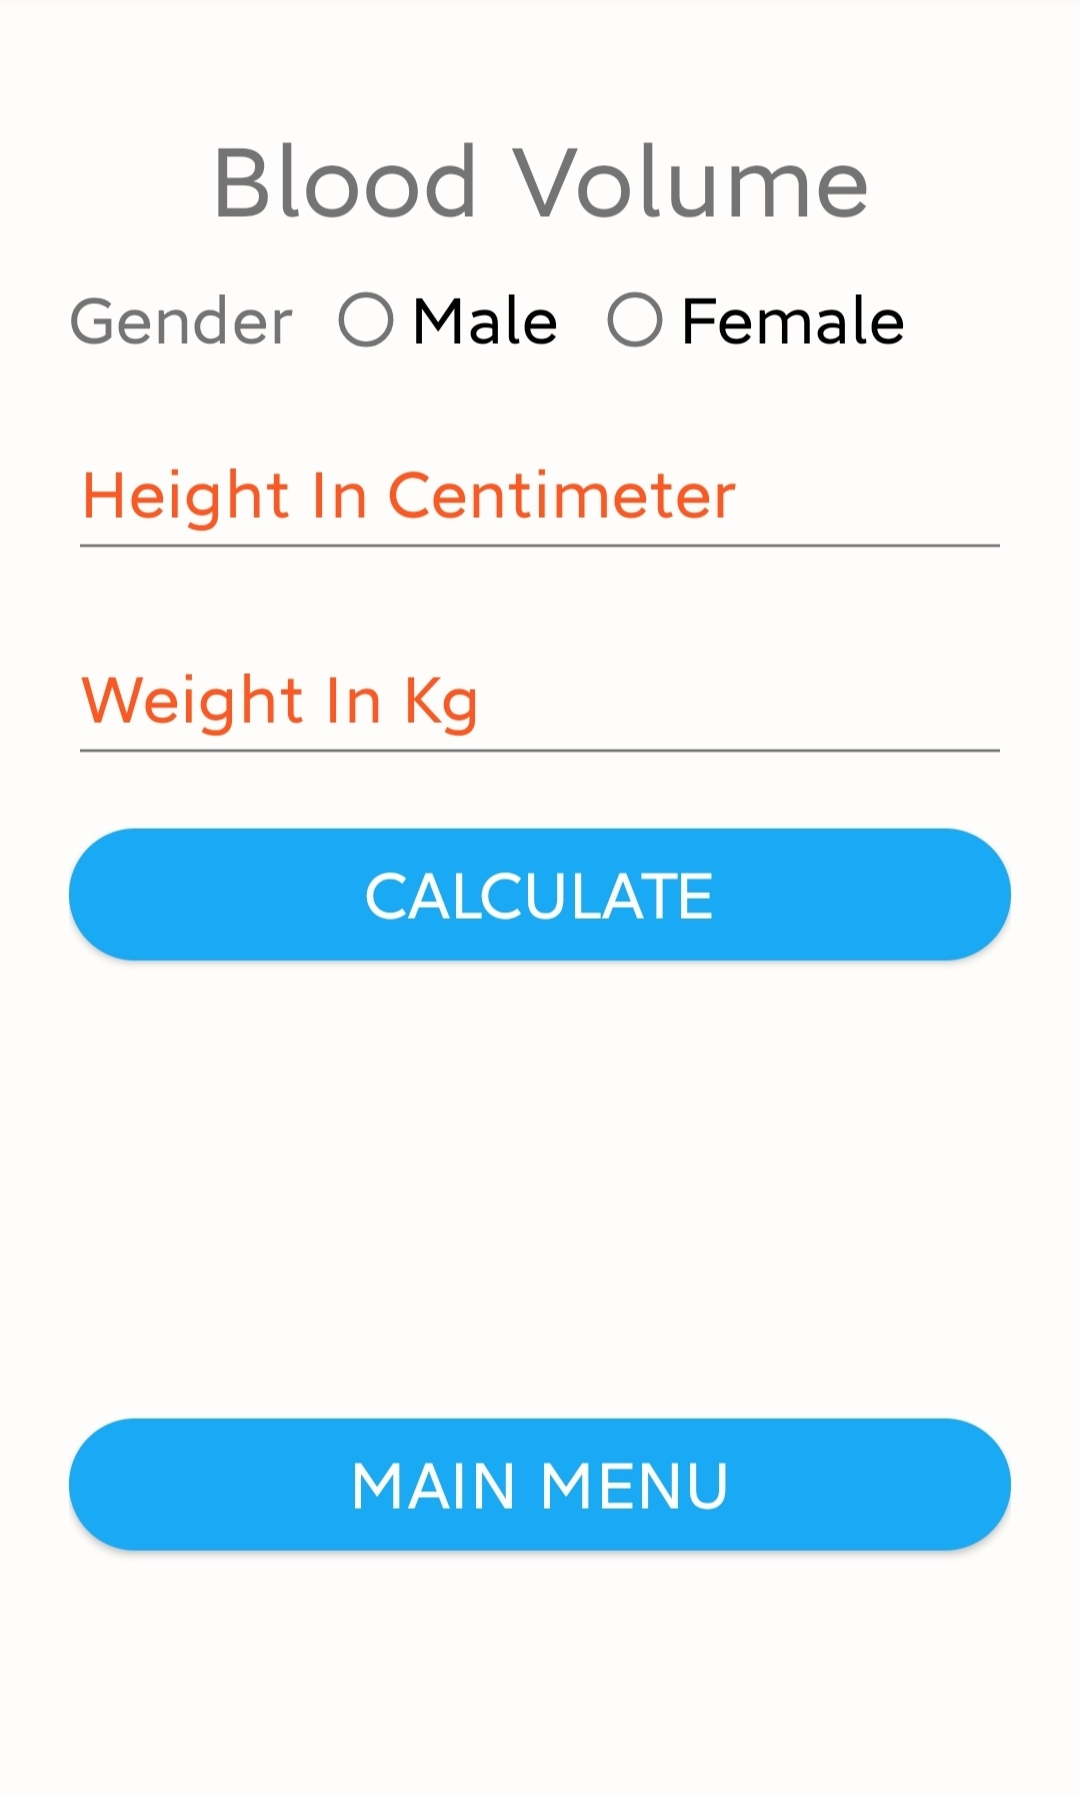 Blood Volume
Gender Male Female
Height In Centimeter
Weight In Kg
CALCULATE
MAIN MENU